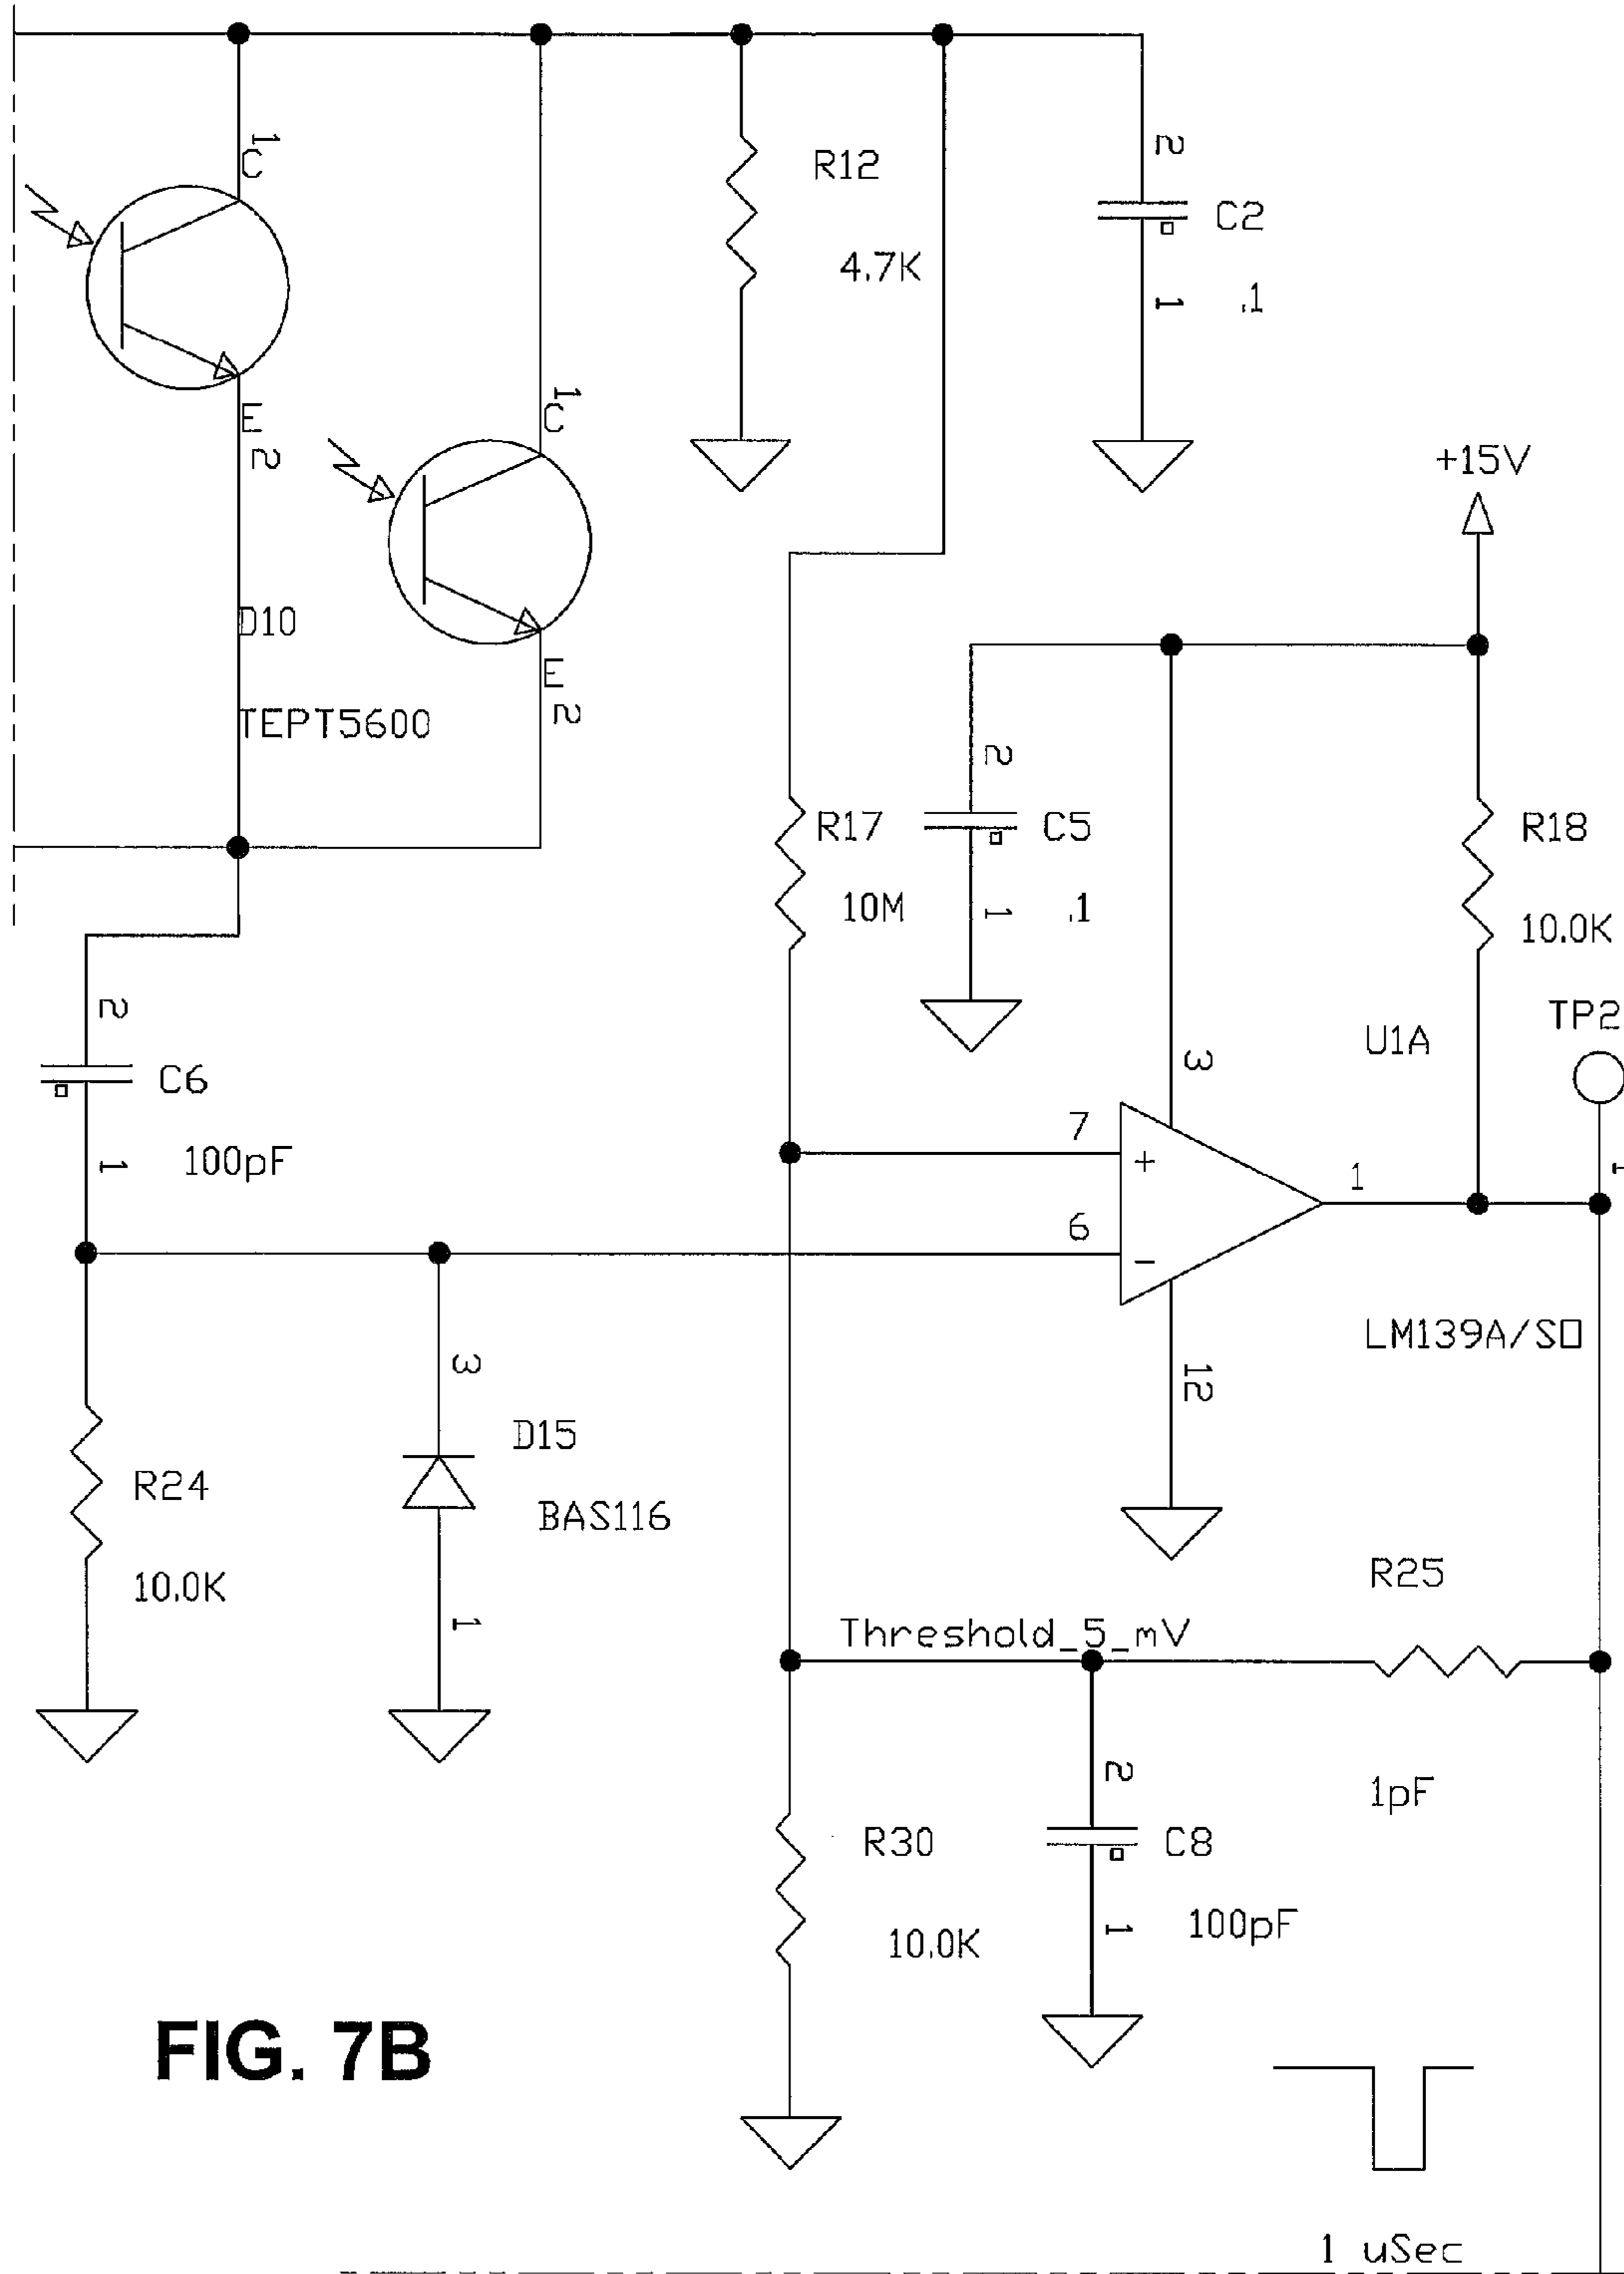 1
C
R12
2
C2
4.7K
1
.1
E
2
1
C
+15V
D10
E
2
TEPT5600
2
R17
C5
R18
10M
1
.1
10.0K
2
TP2
U1A
3
C6
7
+
1
100pF
1
1
6
-
3
LM139A/SO
12
D15
R24
BAS116
R25
10.0K
1
Threshold_5_mV
2
1pF
R30
C8
10.0K
1
100pF
FIG. 7B
1 uSec